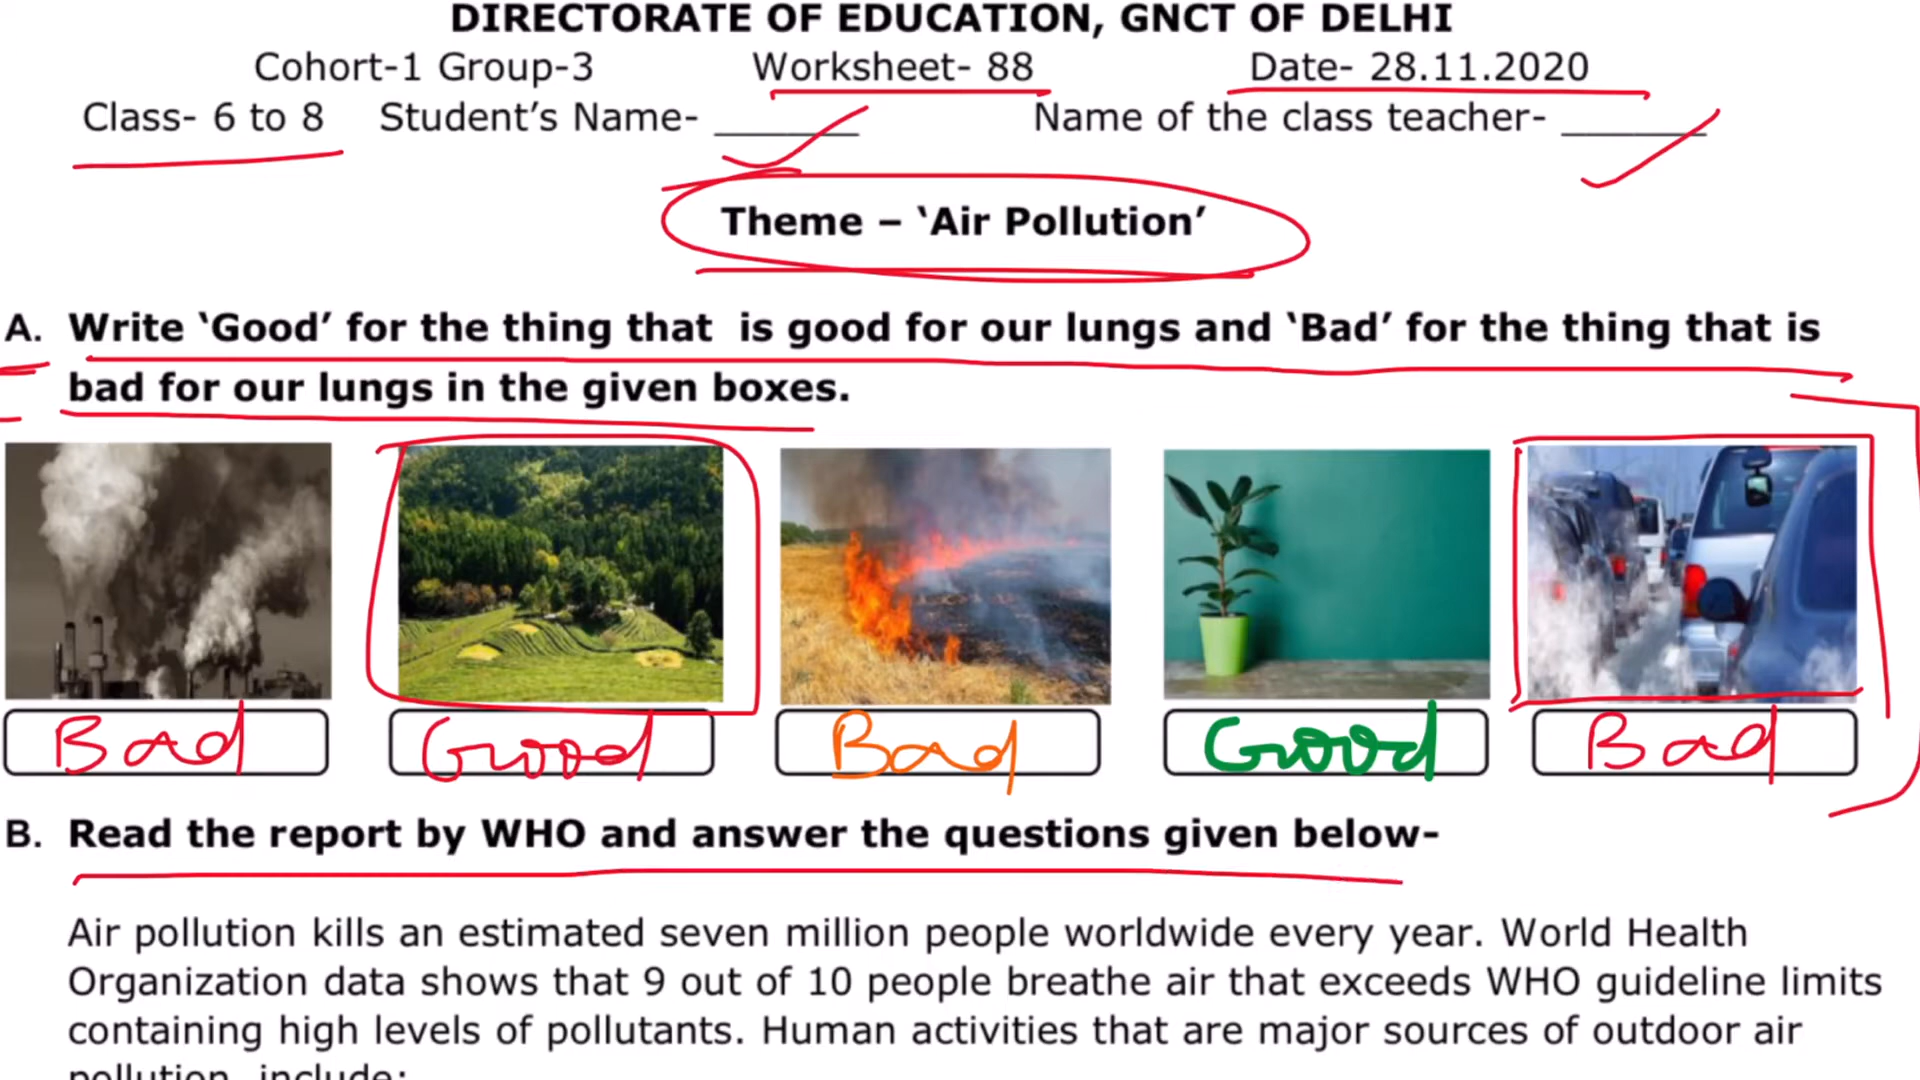 DIRECTORATE OF EDUCATION, GNCT OF DELHI
Cohort-1 Group-3 Worksheet- 88 Date- 28.11.2020
Class- 6 to 8 Student's Name- ______ Name of the class teacher- ______
Theme – ‘Air Pollution’
A. Write ‘Good’ for the thing that is good for our lungs and ‘Bad’ for the thing that is
bad for our lungs in the given boxes.
Bad Good Bad Good Bad
B. Read the report by WHO and answer the questions given below-
Air pollution kills an estimated seven million people worldwide every year. World Health
Organization data shows that 9 out of 10 people breathe air that exceeds WHO guideline limits
containing high levels of pollutants. Human activities that are major sources of outdoor air
pollution, include: